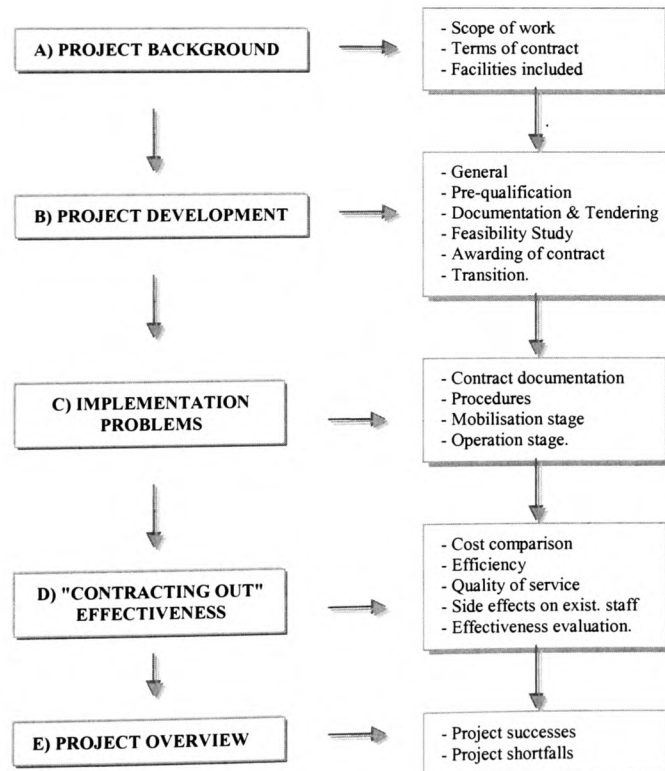 A) PROJECT BACKGROUND
- Scope of work
- Terms of contract
- Facilities included
B) PROJECT DEVELOPMENT
- General
- Pre-qualification
- Documentation & Tendering
- Feasibility Study
- Awarding of contract
- Transition.
C) IMPLEMENTATION
PROBLEMS
- Contract documentation
- Procedures
- Mobilisation stage
- Operation stage.
D) "CONTRACTING OUT"
EFFECTIVENESS
- Cost comparison
- Efficiency
- Quality of service
- Side effects on exist. staff
- Effectiveness evaluation.
E) PROJECT OVERVIEW
- Project successes
- Project shortfalls